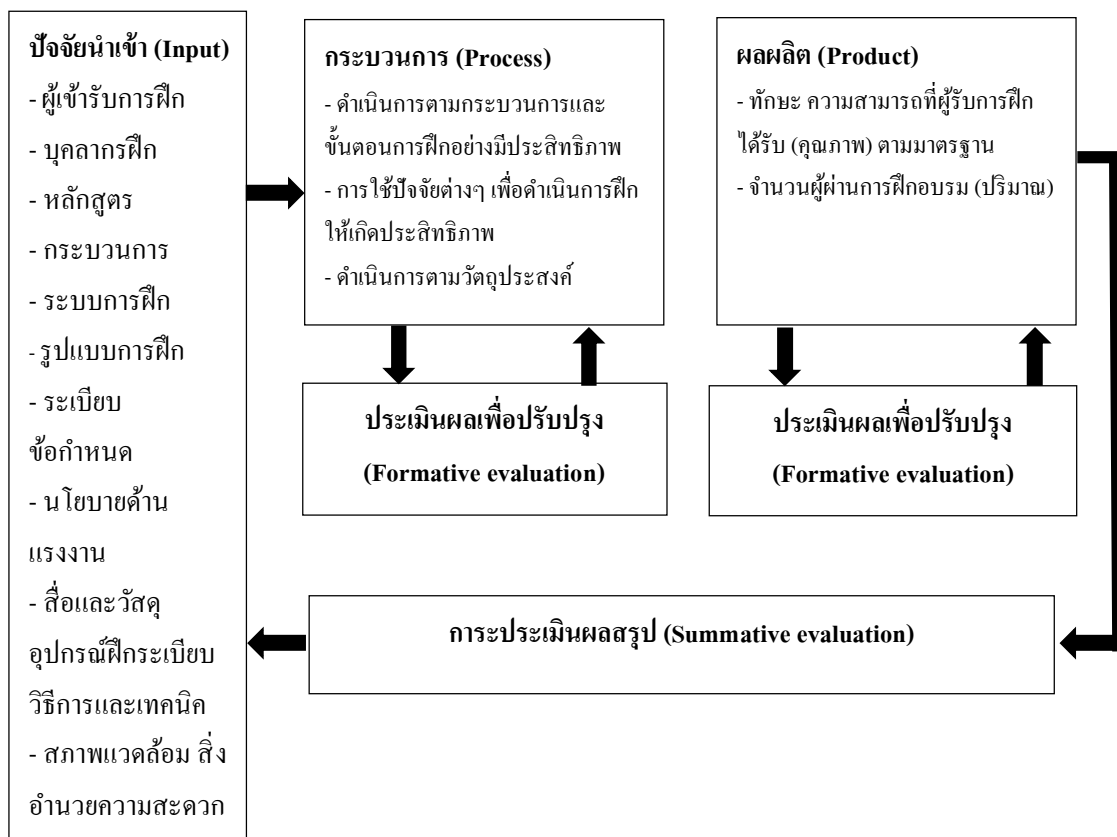 ปัจจัยนำเข้า (Input)
- ผู้เข้ารับการฝึก
- บุคลากรฝึก
- หลักสูตร
- กระบวนการ
- ระบบการฝึก
- รูปแบบการฝึก
- ระเบียบ
ข้อกำหนด
- นโยบายด้าน
แรงงาน
- สื่อและวัสดุ
อุปกรณ์ฝึกระเบียบ
วิธีการและเทคนิค
- สภาพแวดล้อม สิ่ง
อำนวยความสะดวก
กระบวนการ (Process)
- ดำเนินการตามกระบวนการและ
ขั้นตอนการฝึกอย่างมีประสิทธิภาพ
- การใช้ปัจจัยต่างๆ เพื่อดำเนินการฝึก
ให้เกิดประสิทธิภาพ
- ดำเนินการตามวัตถุประสงค์
ผลผลิต (Product)
- ทักษะ ความสามารถที่ผู้รับการฝึก
ได้รับ (คุณภาพ) ตามมาตรฐาน
- จำนวนผู้ผ่านการฝึกอบรม (ปริมาณ)
ประเมินผลเพื่อปรับปรุง
(Formative evaluation)
ประเมินผลเพื่อปรับปรุง
(Formative evaluation)
การะประเมินผลสรุป (Summative evaluation)